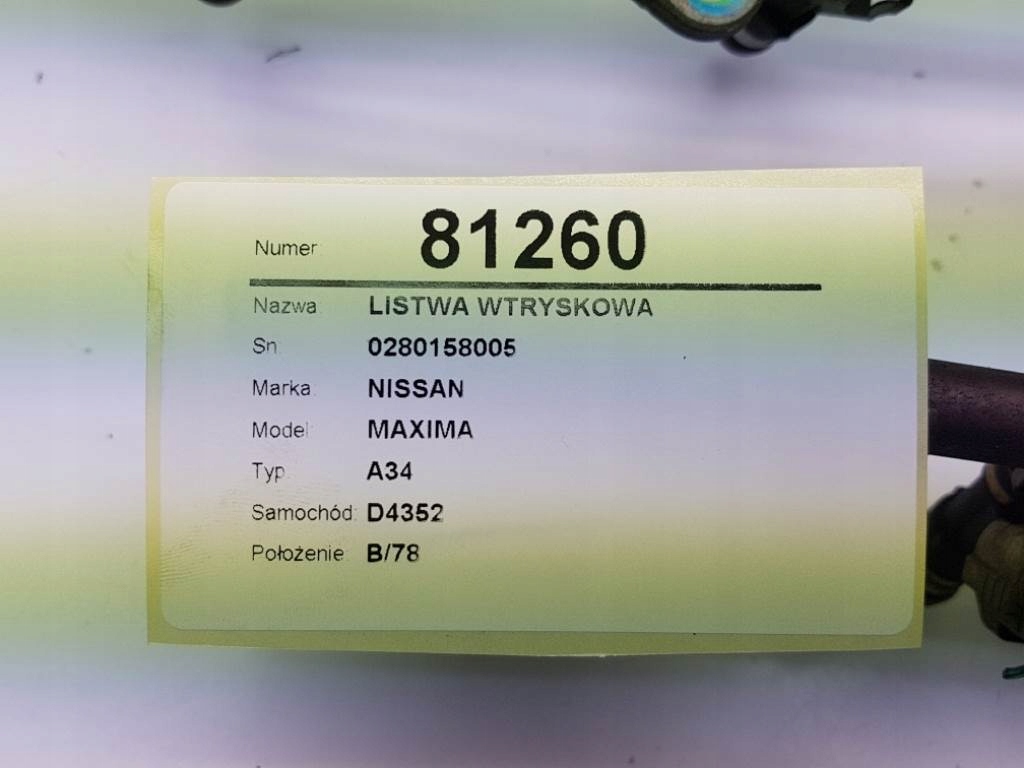 Numer: 81260
Nazwa: LISTWA WTRYSKOWA
Sn: 0280158005
Marka: NISSAN
Model: MAXIMA
Typ: A34
Samochód: D4352
Położenie: B/78